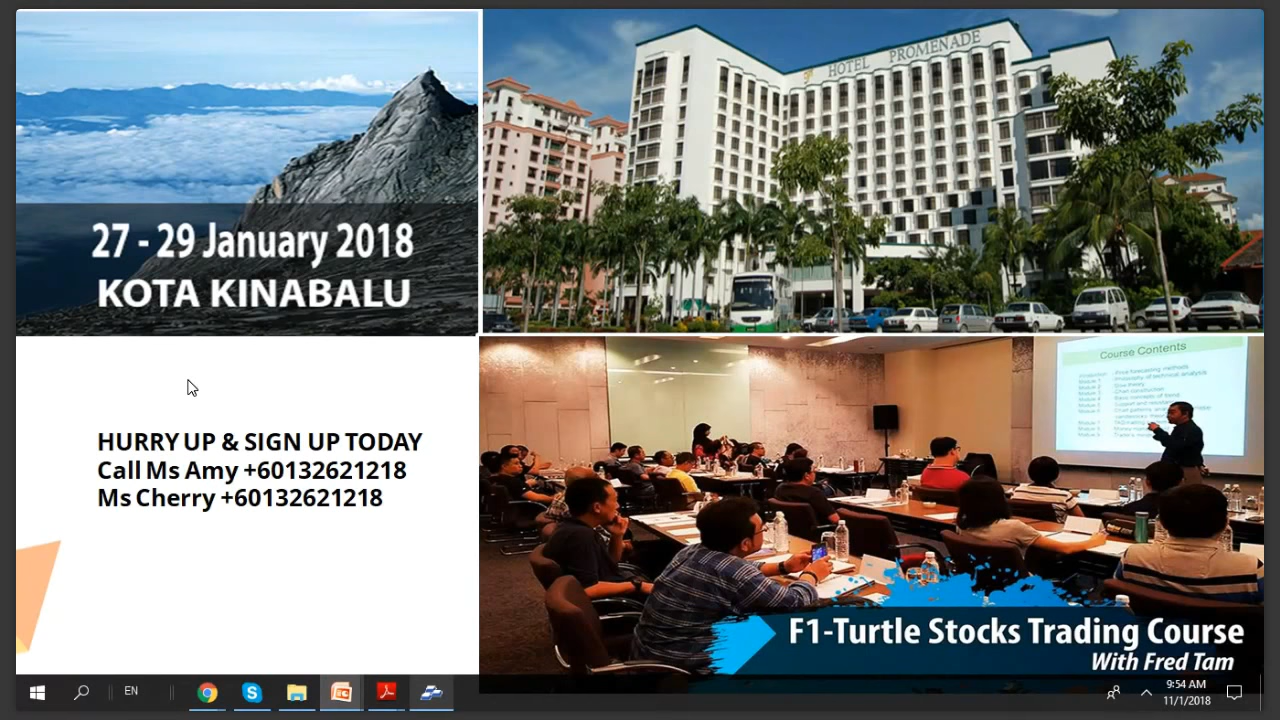 27 - 29 January 2018
KOTA KINABALU
HOTEL PROMENADE
HURRY UP & SIGN UP TODAY
Call Ms Amy +60132621218
Ms Cherry +60132621218
Course Contents
F1-Turtle Stocks Trading Course
With Fred Tam
EN
9:54 AM
11/1/2018